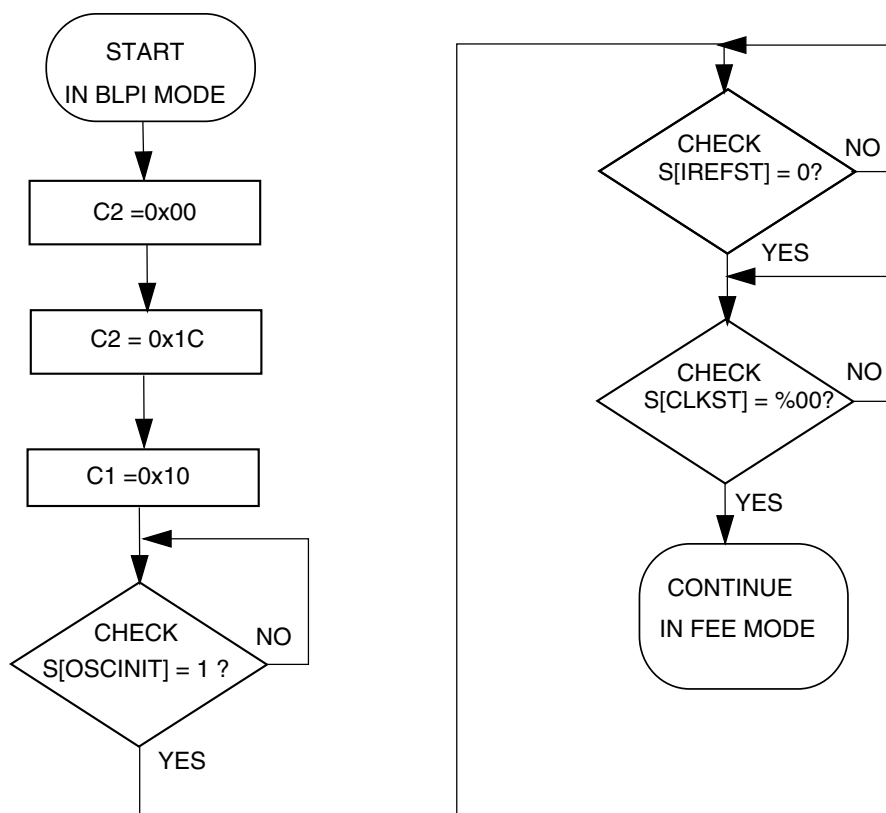 START
IN BLPI MODE
C2 =0x00
C2 = 0x1C
C1 =0x10
CHECK
S[OSCINIT] = 1 ?
NO
YES
CHECK
S[IREFST] = 0?
NO
YES
CHECK
S[CLKST] = %00?
NO
YES
CONTINUE
IN FEE MODE